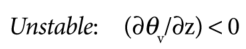 Unstable: (∂θv/∂z) < 0